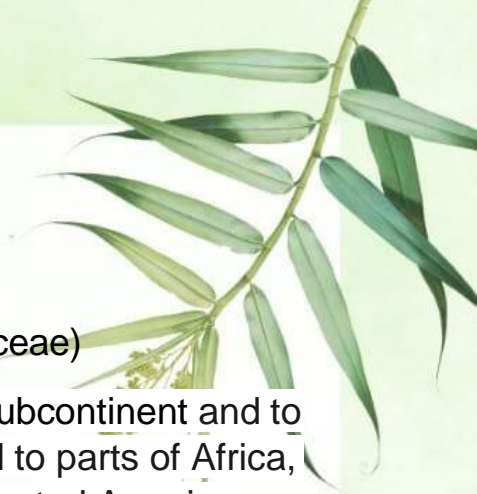 ceae)
ubcontinent and to
to parts of Africa,